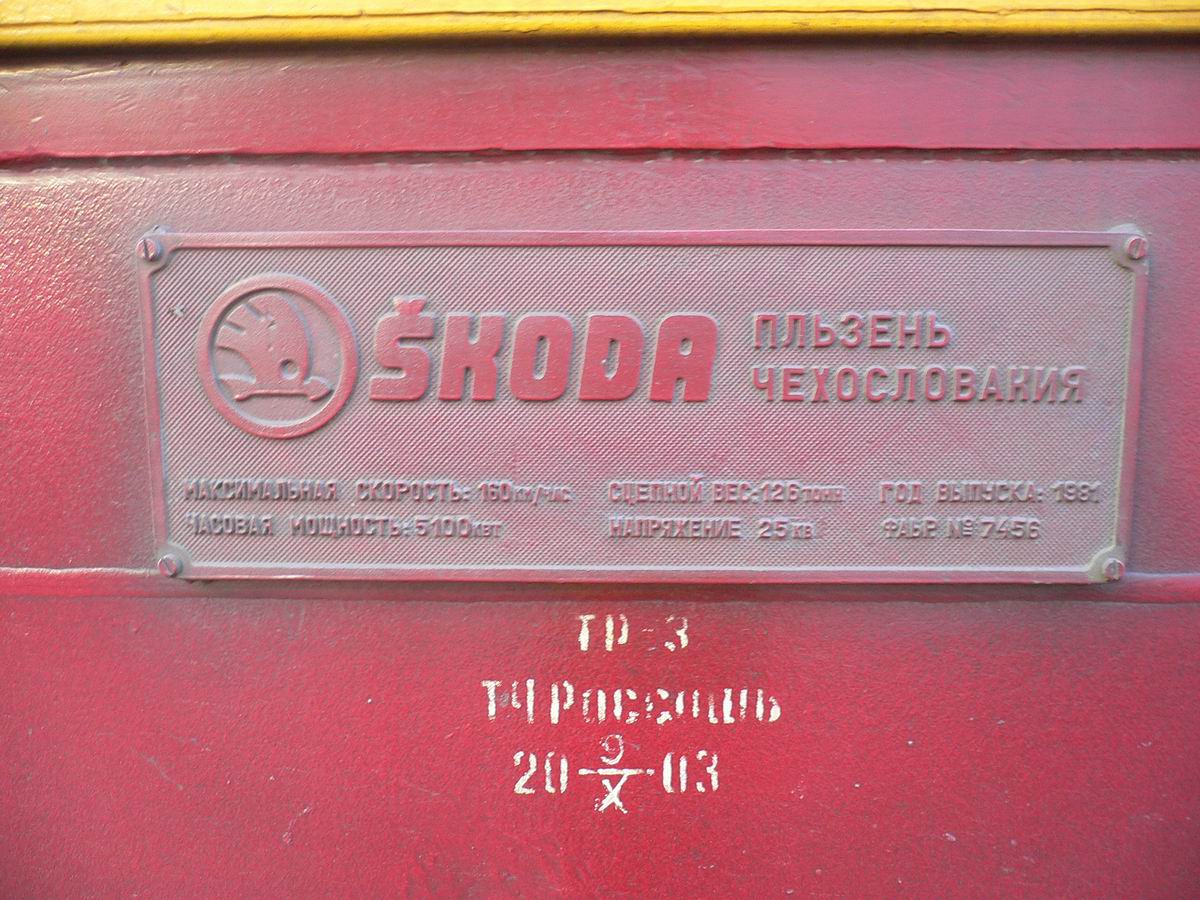 ŠKODA ПЛЬЗЕНЬ
ЧЕХОСЛОВАКИЯ
МАКСИМАЛЬНАЯ СКОРОСТЬ: 160 КМ/ЧАС СЦЕПНОЙ ВЕС: 126 ТОНН ГОД ВЫПУСКА: 1981
ЧАСОВАЯ МОЩНОСТЬ: 5100 КВТ НАПРЯЖЕНИЕ 25 КВ ФАБР. № 7456
ТР-3
ТЧ Россошь
20 9/X 03